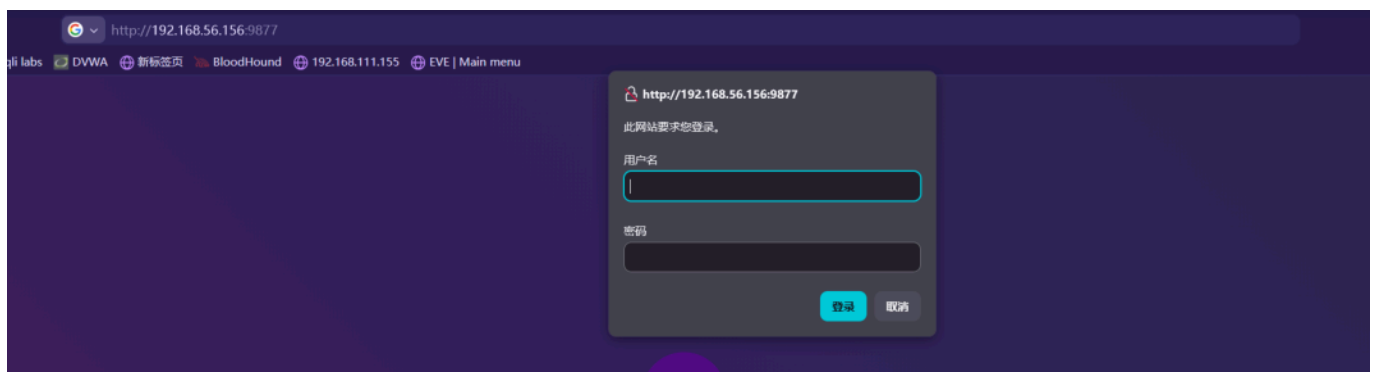 http://192.168.56.156:9877
qli labs DVWA 新标签页 BloodHound 192.168.111.155 EVE | Main menu
http://192.168.56.156:9877
此网站要求您登录。
用户名
密码
登录 取消